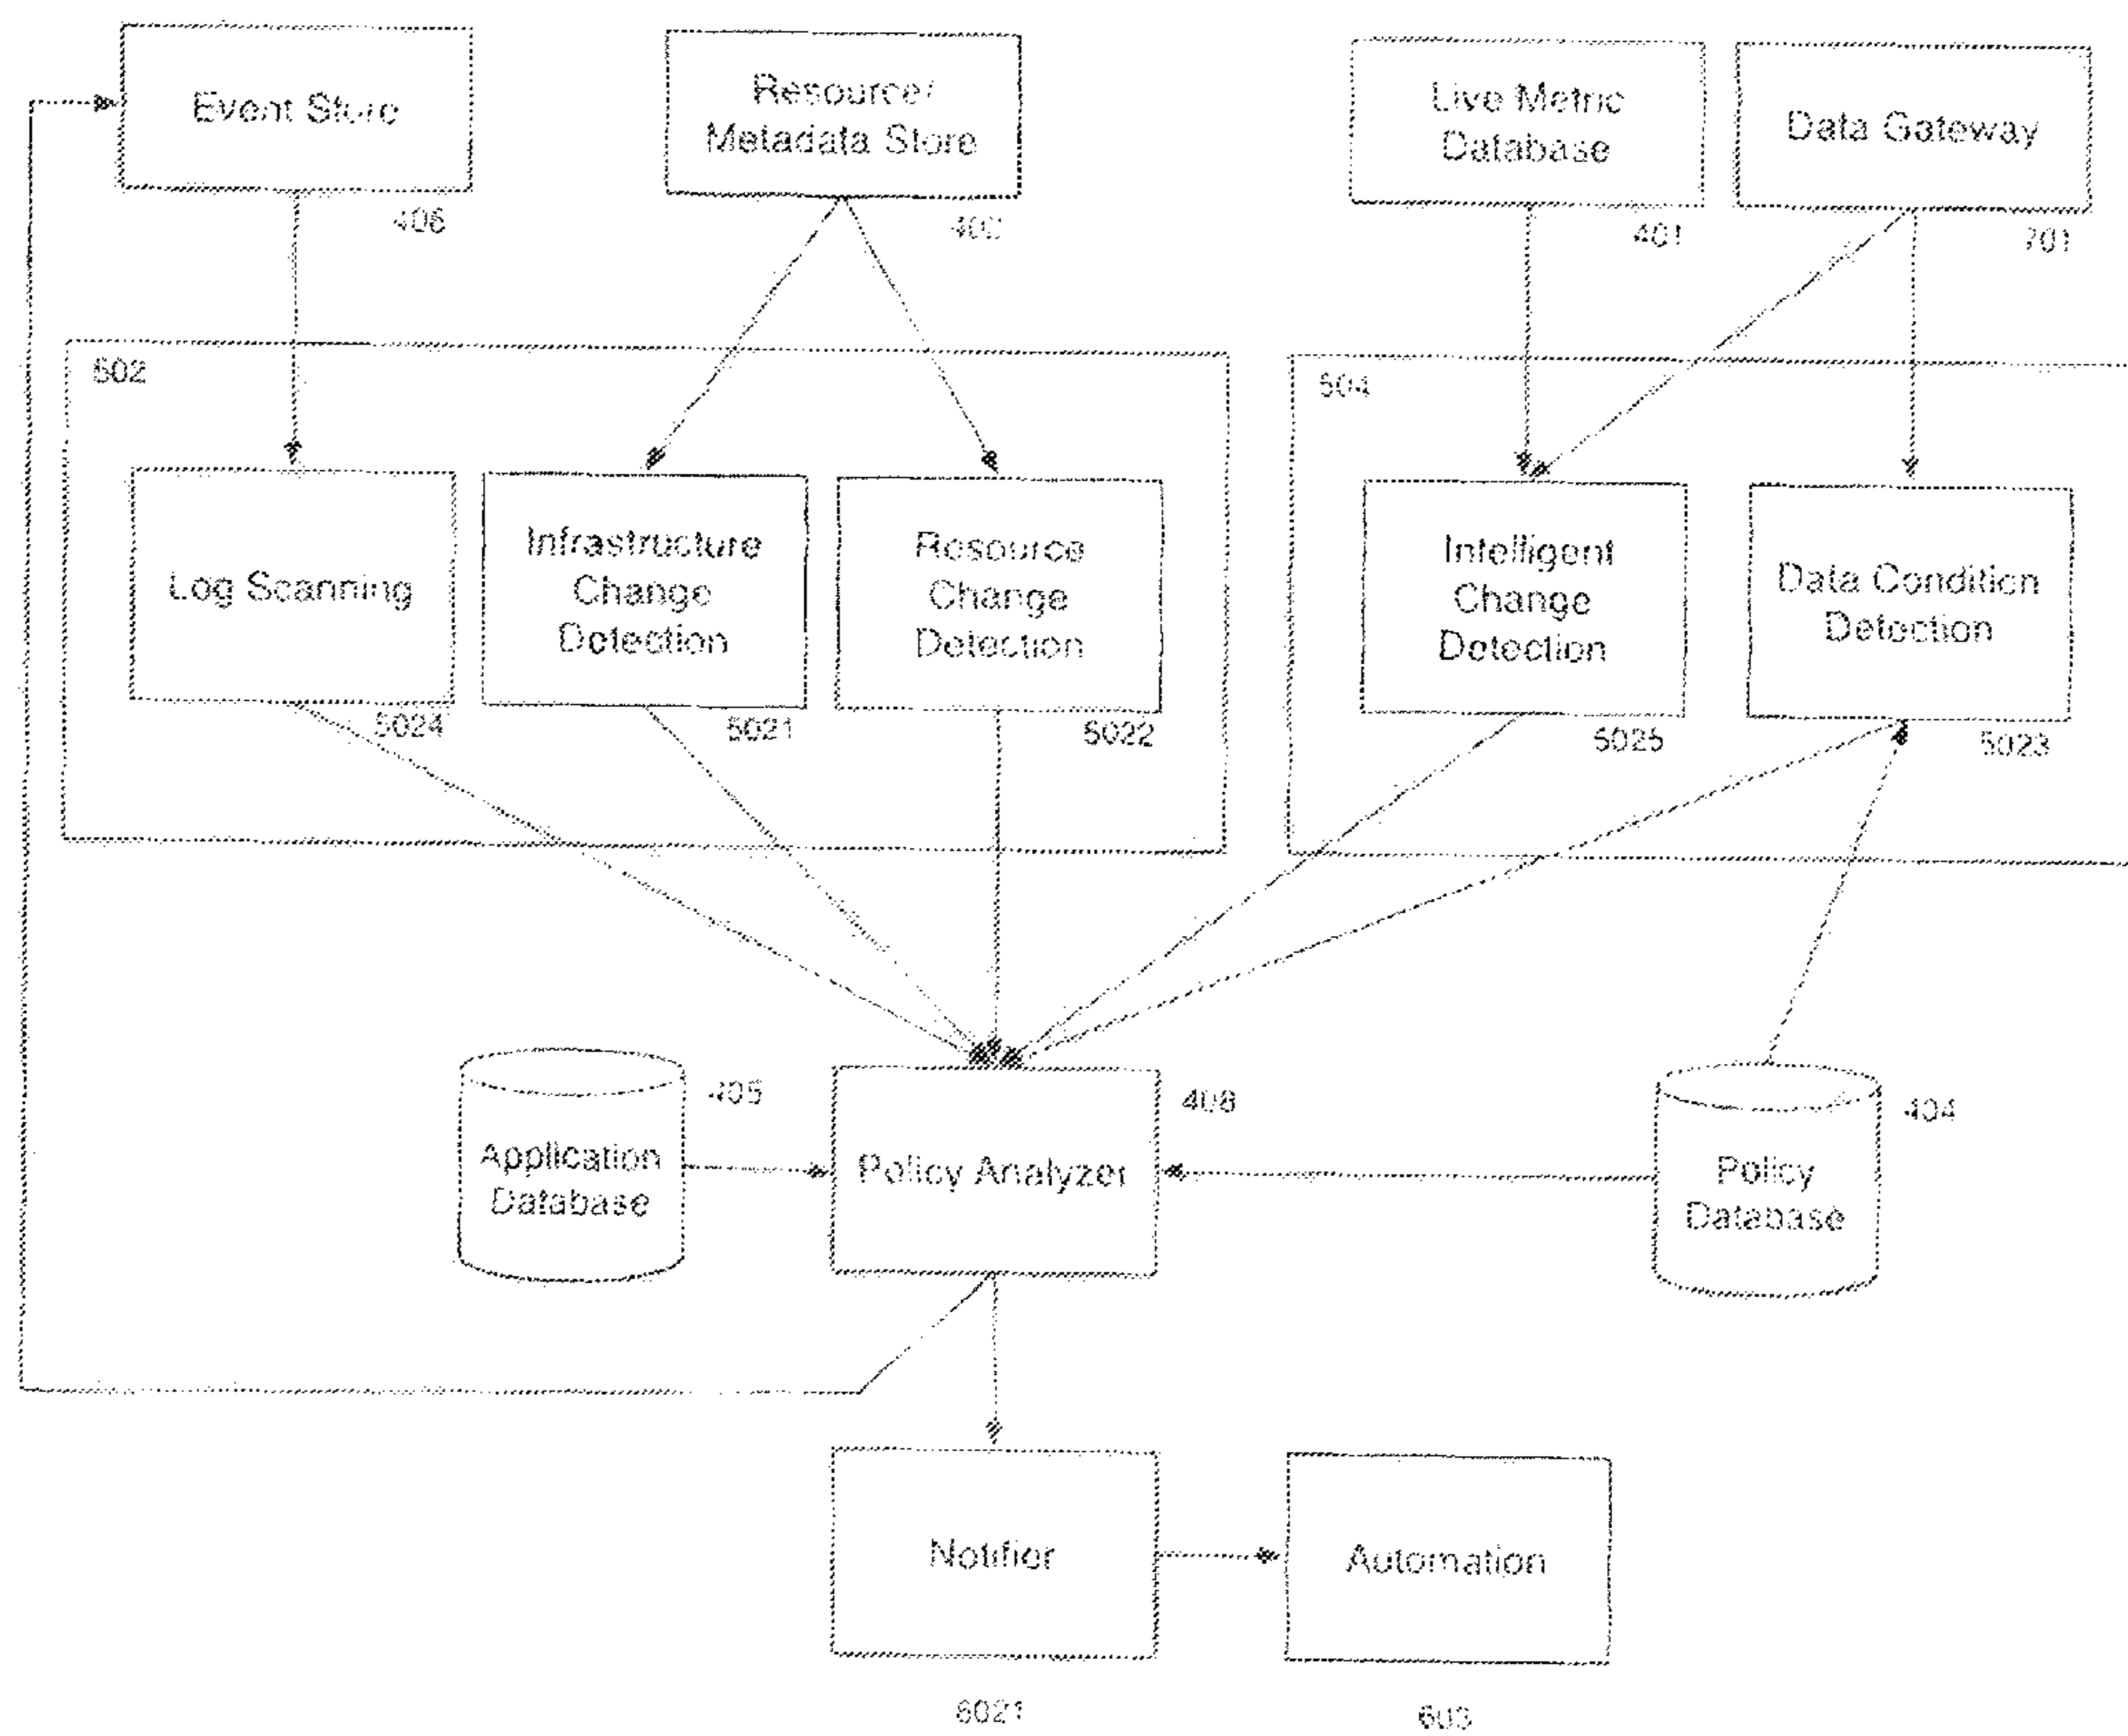 Event Store
406
Resource/
Metadata Store
Live Metric
Database
401
Data Gateway
701
502
504
Log Scanning
5024
Infrastructure
Change
Detection
5021
Resource
Change
Detection
5022
Intelligent
Change
Detection
5025
Data Condition
Detection
5023
Application
Database
405
Policy Analyzer
408
Policy
Database
404
Notifier
Automation
603